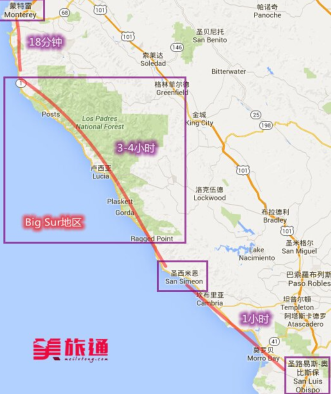 蒙特雷
Monterey
18分钟
帕诺奇
Panoche
索莱达
Soledad
圣贝尼托
San Benito
Bitterwater
格林菲尔德
Greenfield
1
101
Posts
Los Padres
National Forest
金城
King City
3-4小时
卢西亚
Lucia
洛克伍德
Lockwood
Plaskett
Gorda
布拉德利
Bradley
Big Sur地区
Ragged Point
圣米格尔
San Miguel
Lake
Nacimiento
圣西米恩
San Simeon
巴索罗布列斯
Paso Robles
坎布里亚
Cambria
坦普尔顿
Templeton
阿塔斯卡德罗
Atascadero
1小时
莫罗贝
Morro Bay
美旅通
meilutong.com
圣路易斯-奥
比斯保
San Luis
Obispo